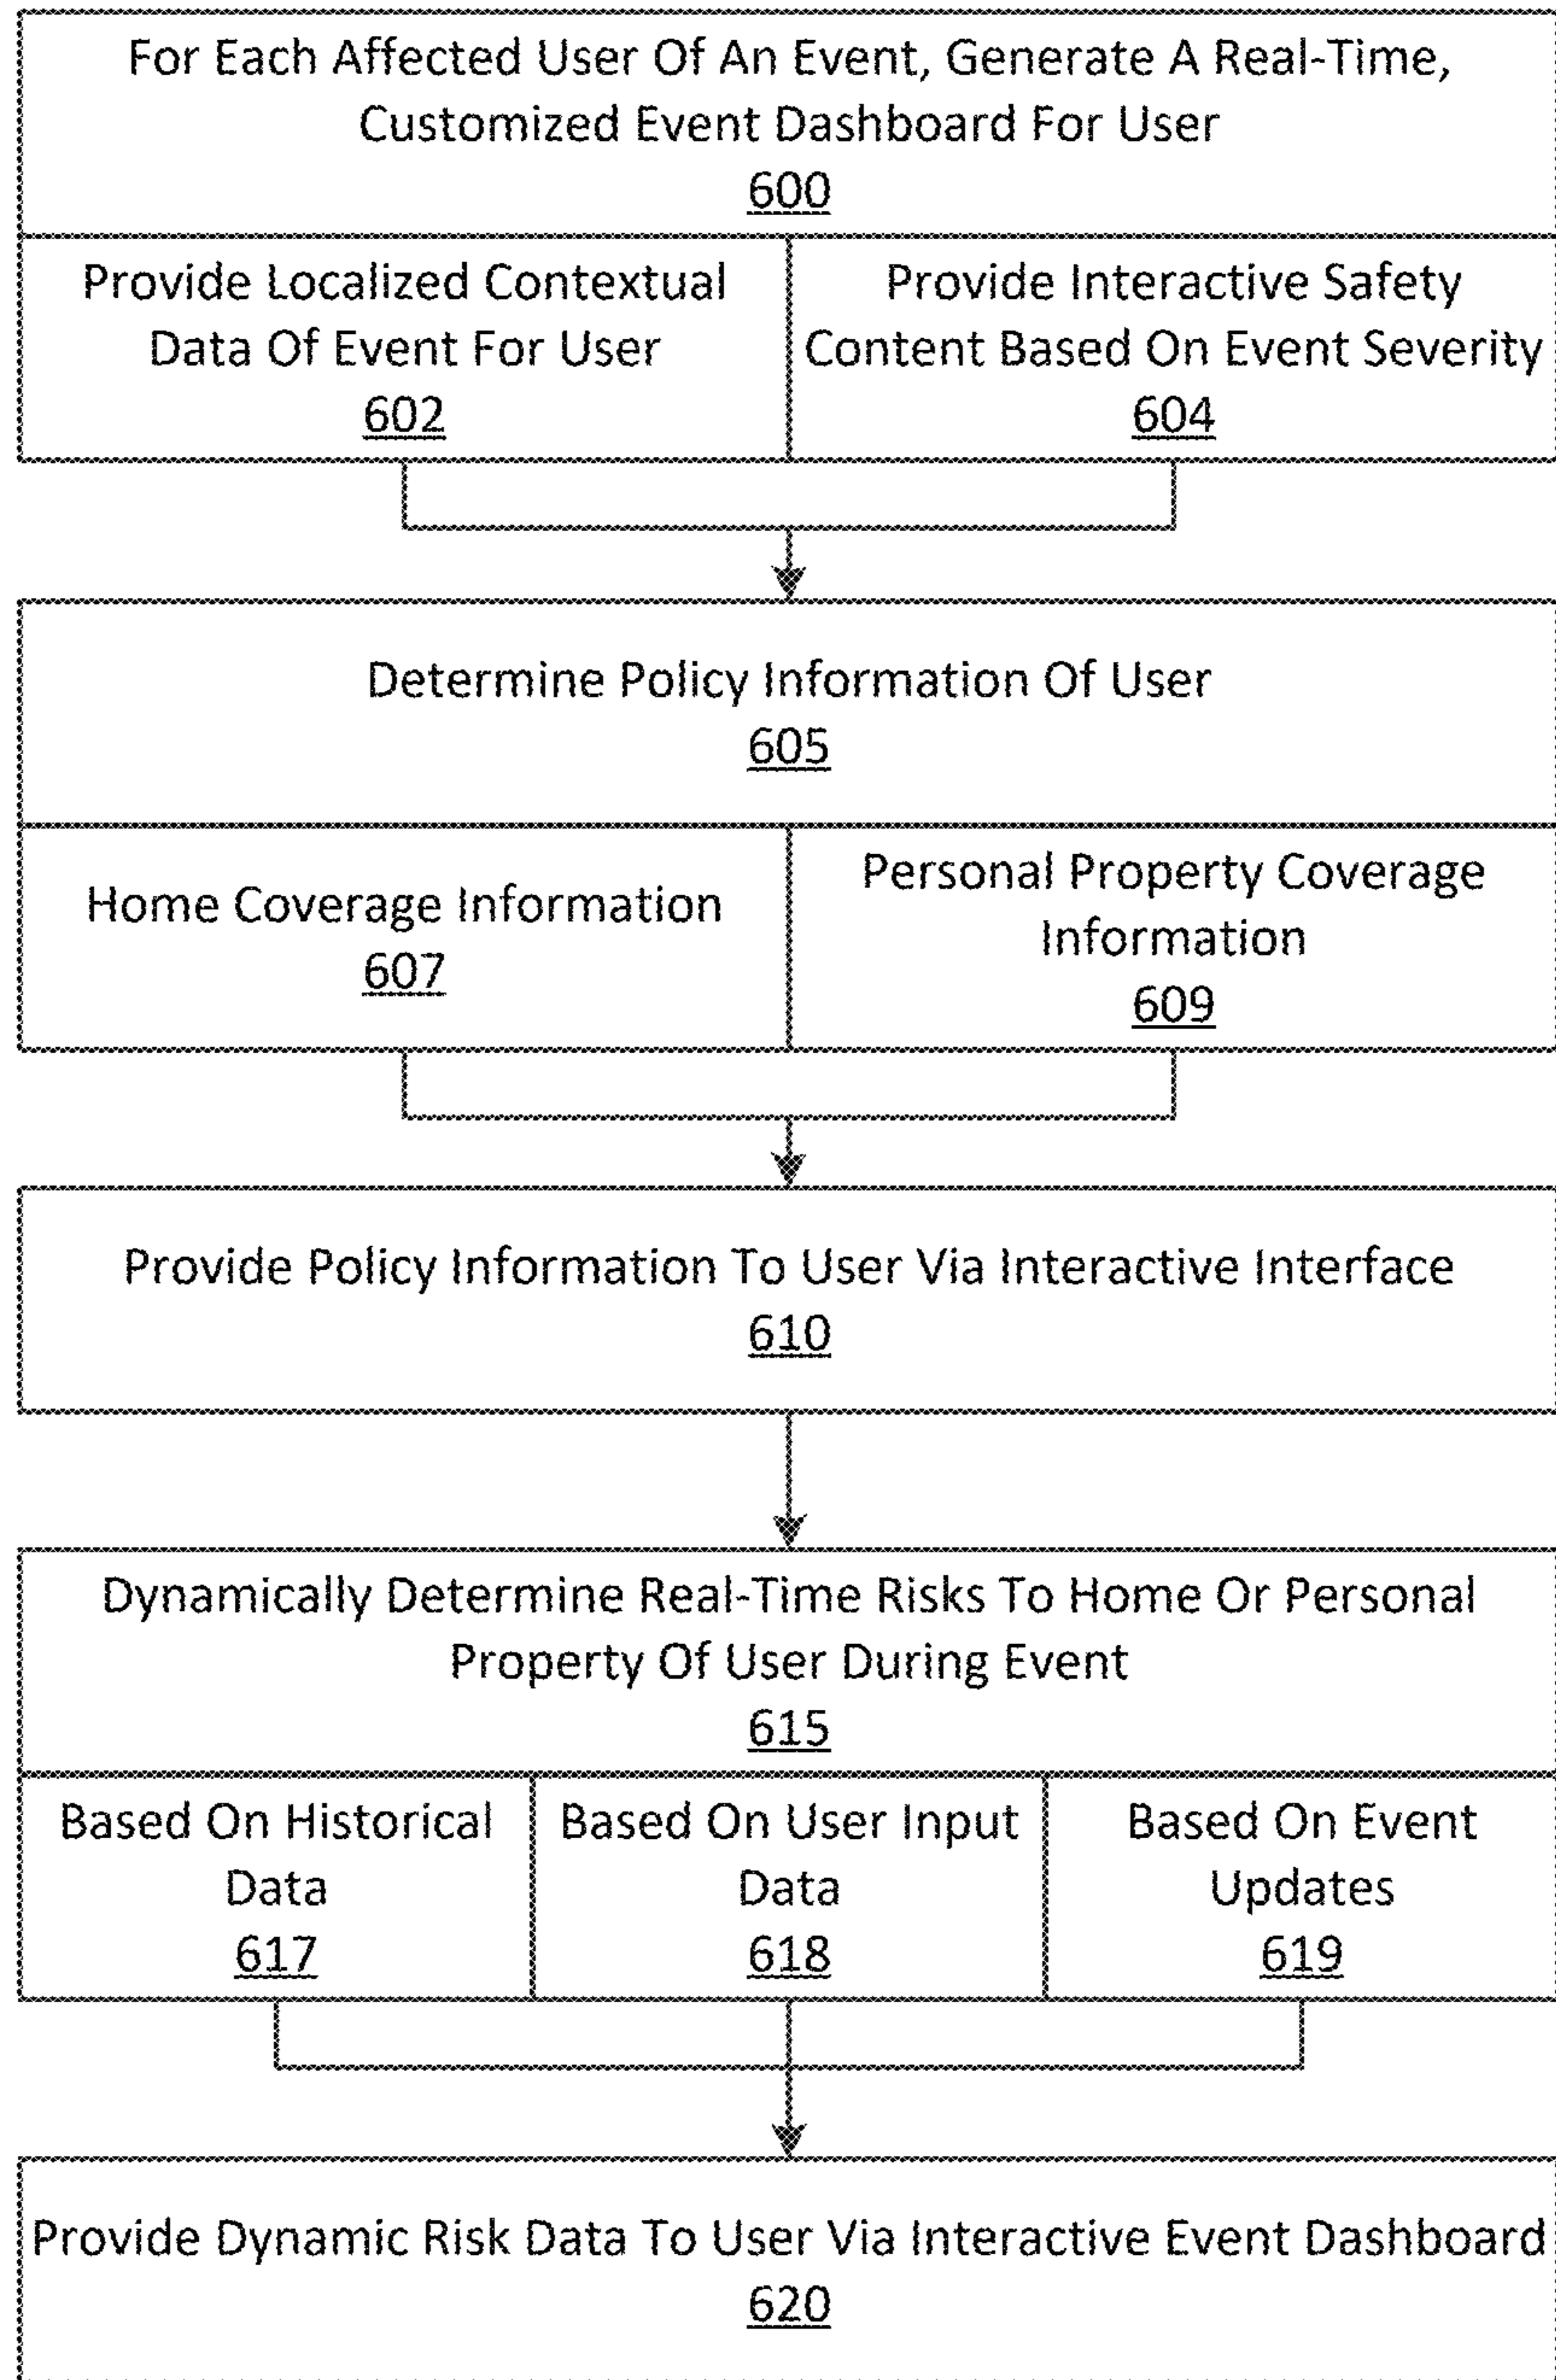 For Each Affected User Of An Event, Generate A Real-Time,
Customized Event Dashboard For User
600
Provide Localized Contextual
Data Of Event For User
602
Provide Interactive Safety
Content Based On Event Severity
604
Determine Policy Information Of User
605
Home Coverage Information
607
Personal Property Coverage
Information
609
Provide Policy Information To User Via Interactive Interface
610
Dynamically Determine Real-Time Risks To Home Or Personal
Property Of User During Event
615
Based On Historical
Data
617
Based On User Input
Data
618
Based On Event
Updates
619
Provide Dynamic Risk Data To User Via Interactive Event Dashboard
620